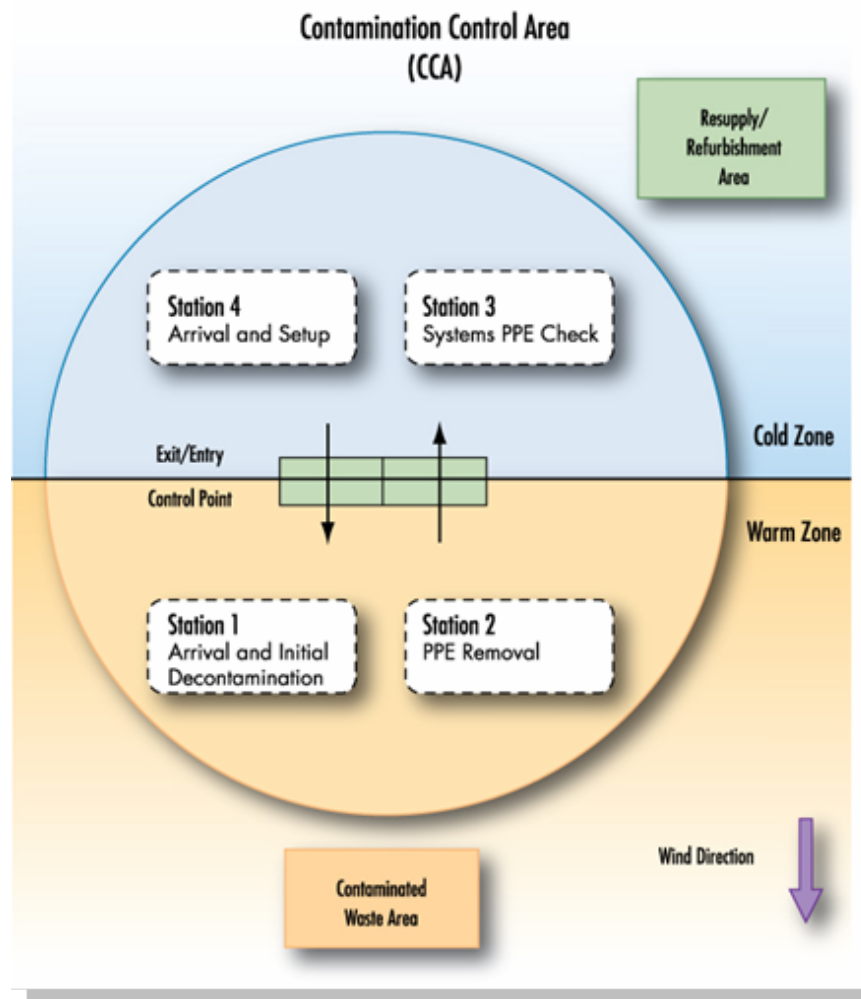 Contamination Control Area
(CCA)
Resupply/
Refurbishment
Area
Station 4
Arrival and Setup
Station 3
Systems PPE Check
Exit/Entry
Cold Zone
Control Point
Warm Zone
Station 1
Arrival and Initial
Decontamination
Station 2
PPE Removal
Wind Direction
Contaminated
Waste Area